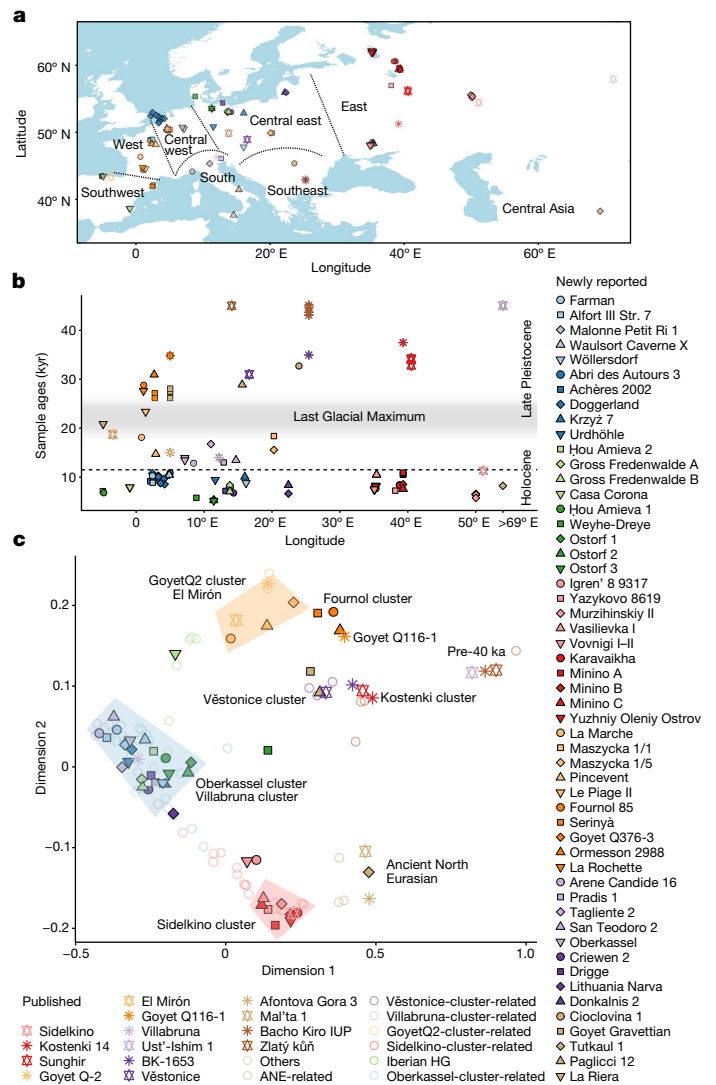 a
60° N
50° N
40° N
Latitude
East
Central east
Central
west
West
Southwest
South
Southeast
Central Asia
0°
20° E
40° E
60° E
Longitude
b
40
30
20
10
Sample ages (kyr)
Last Glacial Maximum
Late Pleistocene
Holocene
0°
10° E
20° E
30° E
40° E
50° E
>69° E
Longitude
c
0.2
0.1
0
−0.1
−0.2
Dimension 2
GoyetQ2 cluster
El Mirón
Fournol cluster
Goyet Q116-1
Pre-40 ka
Věstonice cluster
Kostenki cluster
Oberkassel cluster
Villabruna cluster
Ancient North
Eurasian
Sidelkino cluster
−0.5
0
0.5
1.0
Dimension 1
Newly reported
Farman
Alfort III Str. 7
Malonne Petit Ri 1
Waulsort Caverne X
Wöllersdorf
Abri des Autours 3
Achères 2002
Doggerland
Krzyż 7
Urdhöhle
Hou Amieva 2
Gross Fredenwalde A
Gross Fredenwalde B
Casa Corona
Hou Amieva 1
Weyhe-Dreye
Ostorf 1
Ostorf 2
Ostorf 3
Igren’ 8 9317
Yazykovo 8619
Murzihinskiy II
Vasilievka I
Vovnigi I–II
Karavaikha
Minino A
Minino B
Minino C
Yuzhniy Oleniy Ostrov
La Marche
Maszycka 1/1
Maszycka 1/5
Pincevent
Le Piage II
Fournol 85
Serinyà
Goyet Q376-3
Ormesson 2988
La Rochette
Arene Candide 16
Pradis 1
Tagliente 2
San Teodoro 2
Oberkassel
Criewen 2
Drigge
Lithuania Narva
Donkalnis 2
Cioclovina 1
Goyet Gravettian
Tutkaul 1
Paglicci 12
La Riera
Published
Sidelkino
Kostenki 14
Sunghir
Goyet Q-2
El Mirón
Goyet Q116-1
Villabruna
Ust’-Ishim 1
BK-1653
Věstonice
Afontova Gora 3
Mal’ta 1
Bacho Kiro IUP
Zlatý kůň
Others
ANE-related
Věstonice-cluster-related
Villabruna-cluster-related
GoyetQ2-cluster-related
Sidelkino-cluster-related
Iberian HG
Oberkassel-cluster-related